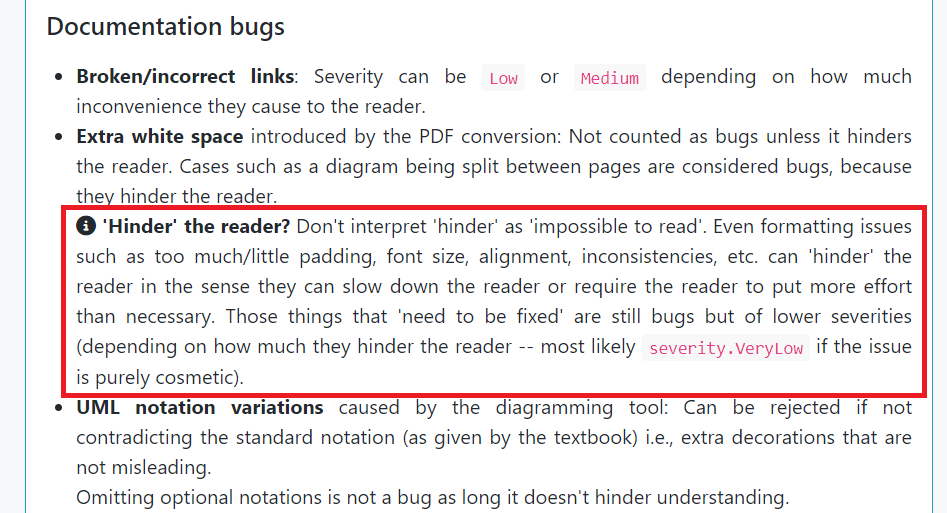 Documentation bugs
• Broken/incorrect links: Severity can be Low or Medium depending on how much
inconvenience they cause to the reader.
• Extra white space introduced by the PDF conversion: Not counted as bugs unless it hinders
the reader. Cases such as a diagram being split between pages are considered bugs, because
they hinder the reader.
'Hinder' the reader? Don't interpret 'hinder' as 'impossible to read'. Even formatting issues
such as too much/little padding, font size, alignment, inconsistencies, etc. can 'hinder' the
reader in the sense they can slow down the reader or require the reader to put more effort
than necessary. Those things that 'need to be fixed' are still bugs but of lower severities
(depending on how much they hinder the reader -- most likely severity.VeryLow if the issue
is purely cosmetic).
• UML notation variations caused by the diagramming tool: Can be rejected if not
contradicting the standard notation (as given by the textbook) i.e., extra decorations that are
not misleading.
Omitting optional notations is not a bug as long it doesn't hinder understanding.